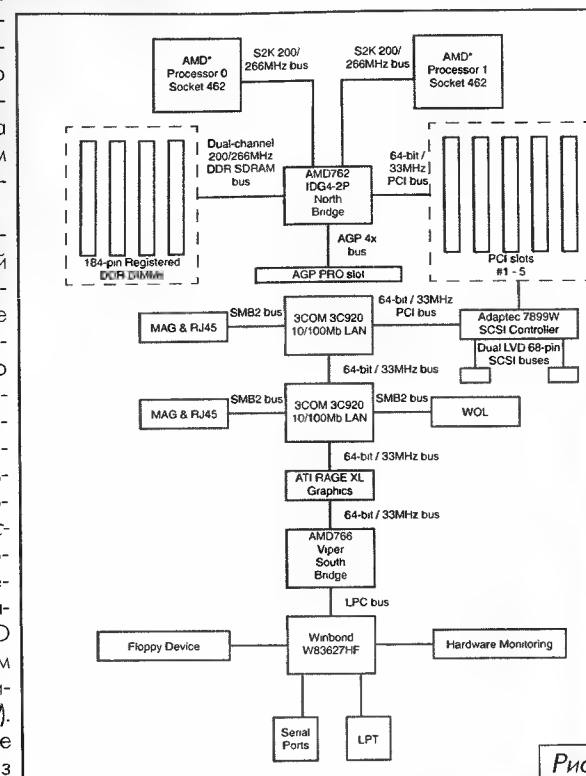 AMD*
Processor 0
Socket 462
S2K 200/
266MHz bus
S2K 200/
266MHz bus
AMD*
Processor 1
Socket 462
Dual-channel
200/266MHz
DDR SDRAM
bus
AMD762
IDG4-2P
North
Bridge
64-bit /
33MHz
PCI bus
184-pin Registered
DDR DIMMs
AGP 4x
bus
PCI slots
#1 - 5
AGP PRO slot
MAG & RJ45
SMB2 bus
3COM 3C920
10/100Mb LAN
64-bit / 33MHz
PCI bus
Adaptec 7899W
SCSI Controller
Dual LVD 68-pin
SCSI buses
64-bit / 33MHz bus
MAG & RJ45
SMB2 bus
3COM 3C920
10/100Mb LAN
SMB2 bus
WOL
64-bit / 33MHz bus
ATI RAGE XL
Graphics
64-bit / 33MHz bus
AMD766
Viper
South
Bridge
LPC bus
Floppy Device
Winbond
W83627HF
Hardware Monitoring
Serial
Ports
LPT